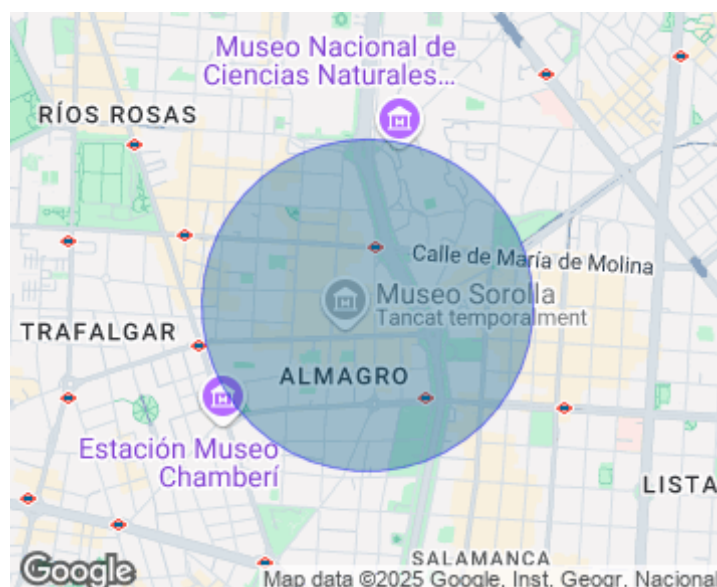 Museo Nacional de
Ciencias Naturales...
RÍOS ROSAS
Calle de María de Molina
Museo Sorolla
Tancat temporalment
TRAFALGAR
ALMAGRO
Estación Museo
Chamberí
LISTA
SALAMANCA
Google
Map data ©2025 Google, Inst. Geogr. Nacional